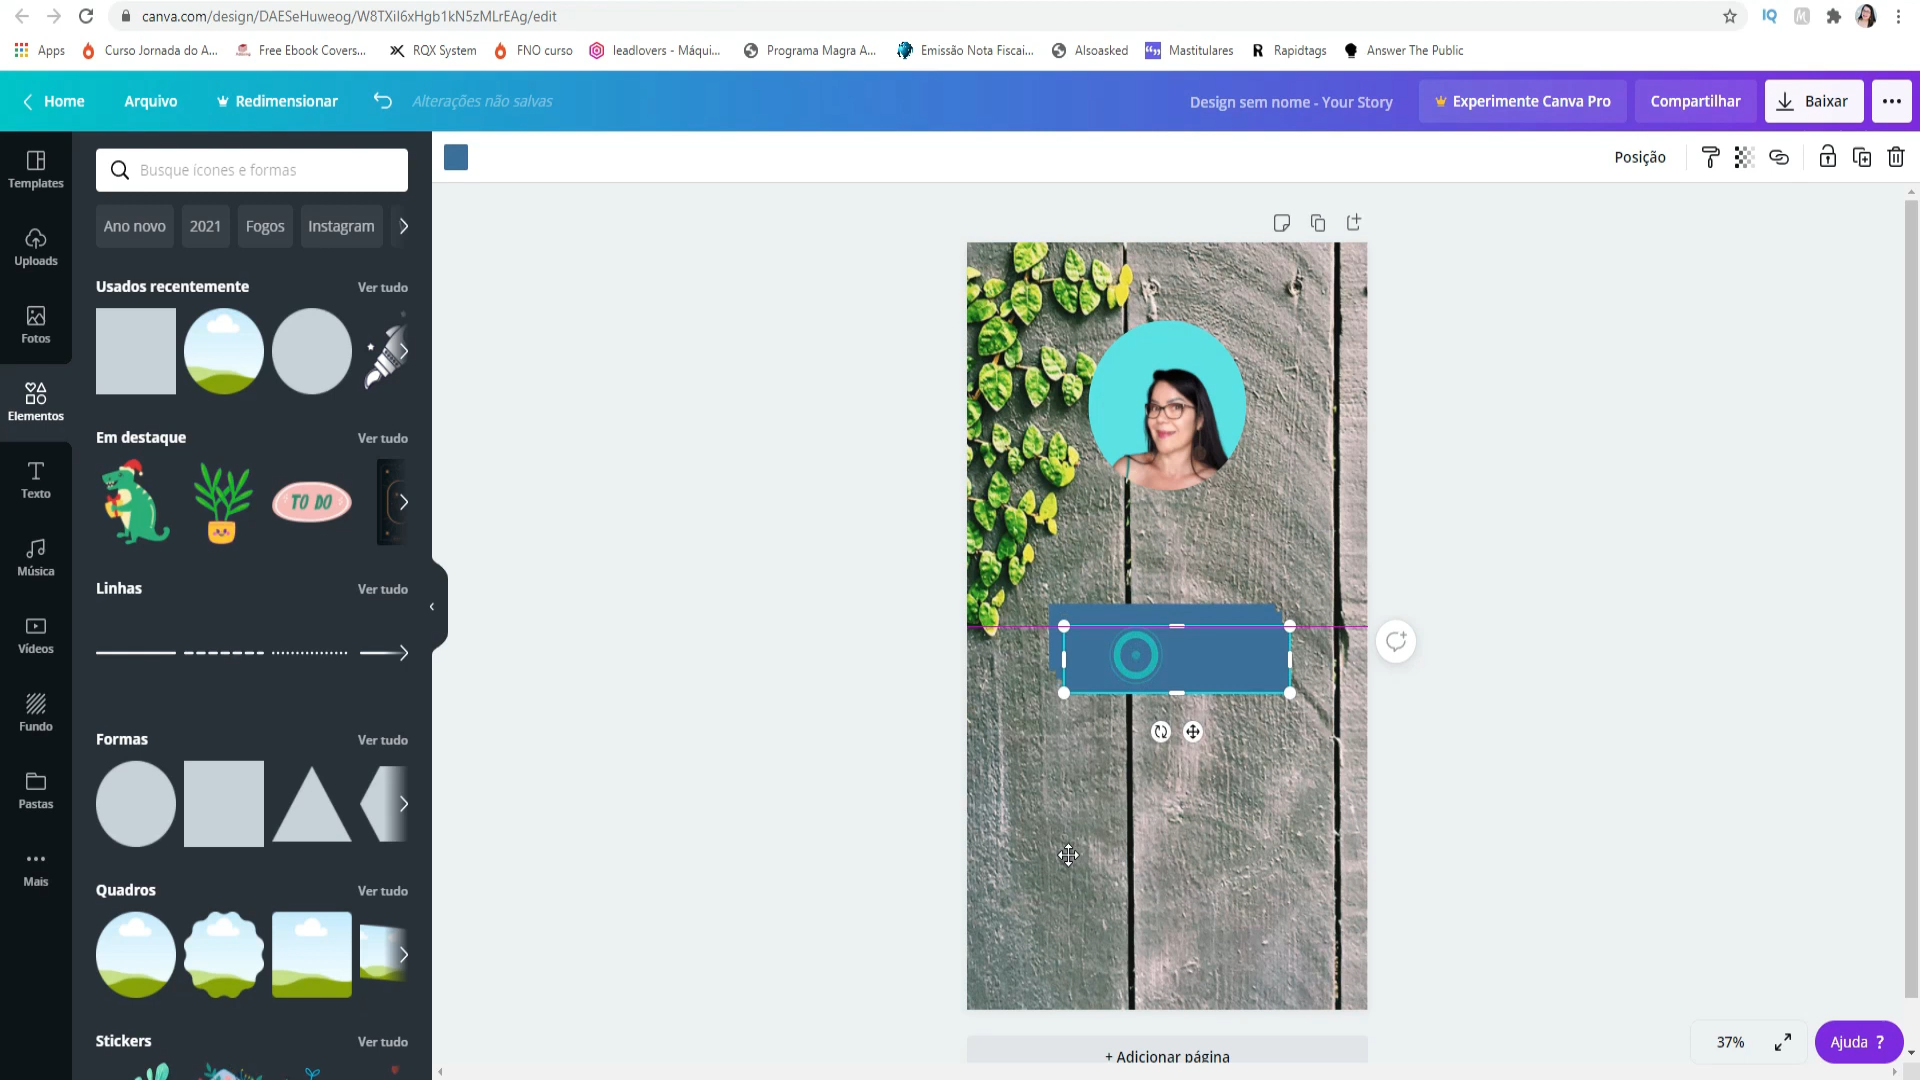 canva.com/design/DAESeHuweog/W8TXiI6xHgb1kN5zMLrEAg/edit
IQ
Apps
Curso Jornada do A...
Free Ebook Covers...
RQX System
FNO curso
leadlovers - Máqui...
Programa Magra A...
Emissão Nota Fiscai...
Alsoasked
Mastitulares
Rapidtags
Answer The Public
Home
Arquivo
Redimensionar
Alterações não salvas
Design sem nome - Your Story
Experimente Canva Pro
Compartilhar
Baixar
Templates
Uploads
Fotos
Elementos
Texto
Música
Vídeos
Fundo
Pastas
Mais
Busque ícones e formas
Ano novo
2021
Fogos
Instagram
Usados recentemente
Ver tudo
Em destaque
Ver tudo
TO DO
Linhas
Ver tudo
Formas
Ver tudo
Quadros
Ver tudo
Stickers
Ver tudo
Posição
+ Adicionar página
37%
Ajuda ?